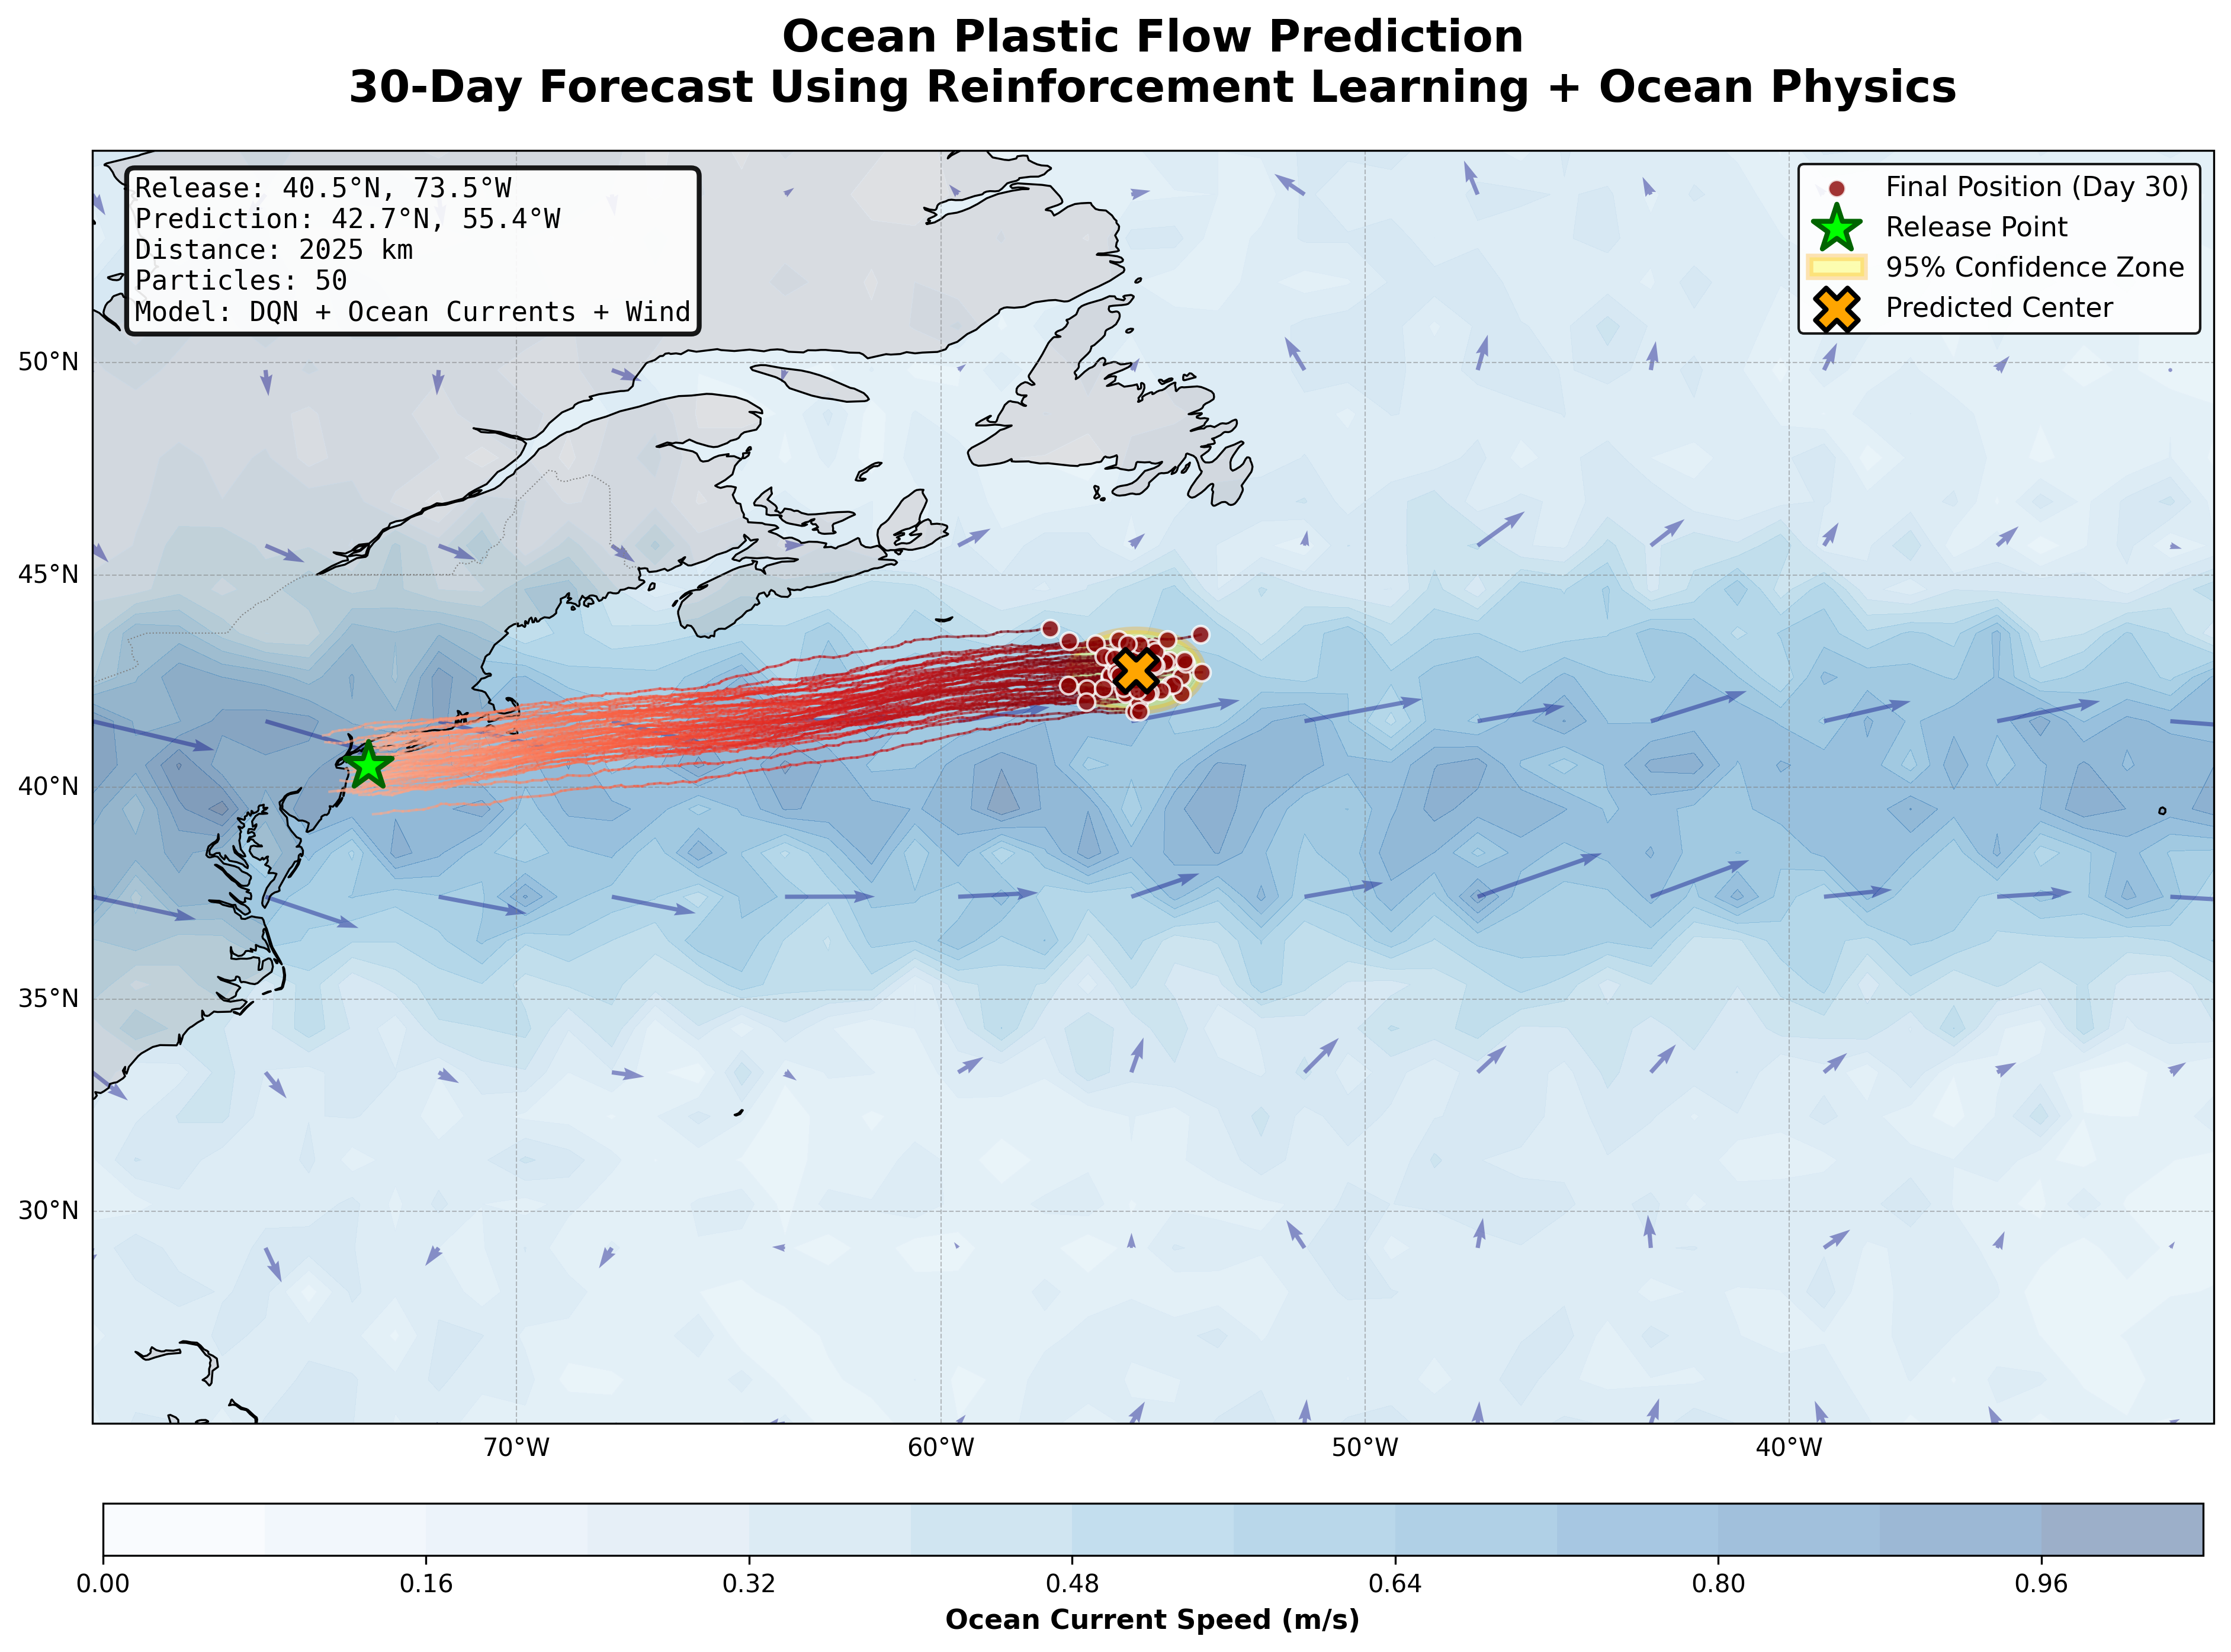 Ocean Plastic Flow Prediction
30-Day Forecast Using Reinforcement Learning + Ocean Physics
Release: 40.5°N, 73.5°W
Prediction: 42.7°N, 55.4°W
Distance: 2025 km
Particles: 50
Model: DQN + Ocean Currents + Wind
Final Position (Day 30)
Release Point
95% Confidence Zone
Predicted Center
50°N
45°N
40°N
35°N
30°N
70°W 60°W 50°W 40°W
0.00 0.16 0.32 0.48 0.64 0.80 0.96
Ocean Current Speed (m/s)